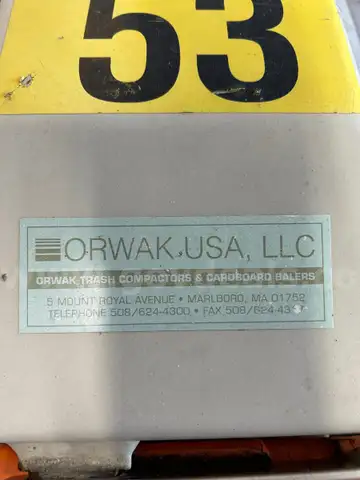 53
ORWAK USA, LLC
ORWAK TRASH COMPACTORS & CARDBOARD BALERS
5 MOUNT ROYAL AVENUE • MARLBORO, MA 01752
TELEPHONE 508/624-4300 • FAX 508/624-43